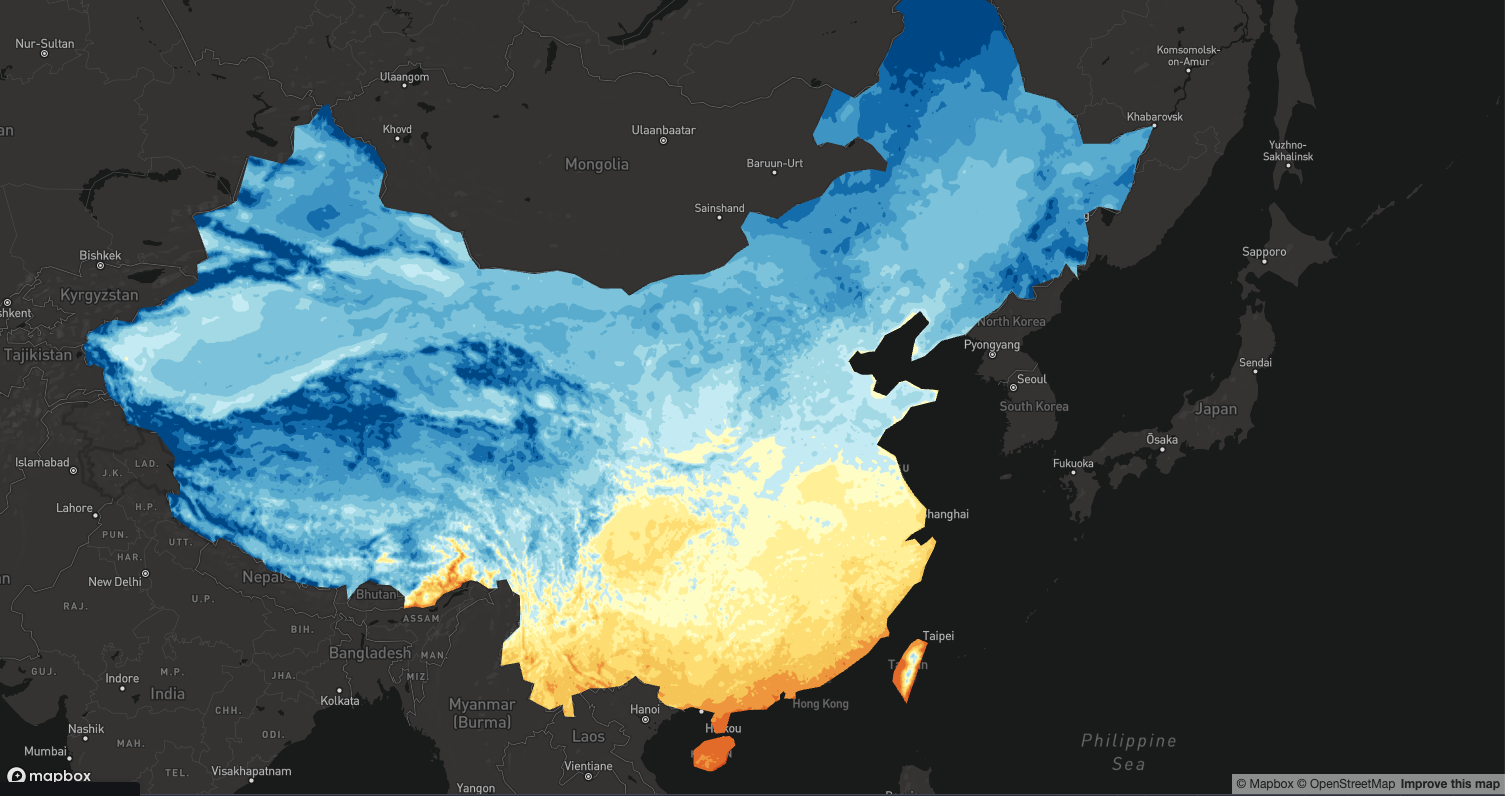 Nur-Sultan
Ulaangom
Komsomolsk-
on-Amur
Khovd
Ulaanbaatar
Khabarovsk
an
Mongolia
Baruun-Urt
Yuzhno-
Sakhalinsk
Sainshand
g
Bishkek
Sapporo
Kyrgyzstan
shkent
North Korea
Tajikistan
Pyongyang
Sendai
Seoul
South Korea
Japan
Ōsaka
Islamabad
LAD.
J.K.
Fukuoka
SU
Lahore
H.P.
Shanghai
PUN.
UTT.
HAR.
New Delhi
Nepal
an
Bhutan
RAJ.
U.P.
ASSAM
BIH.
Taipei
Bangladesh
MAN.
GUJ.
M.P.
JHA.
MIZ.
Indore
India
Kolkata
Myanmar
(Burma)
Hanoi
Hong Kong
CHH.
Nashik
ODI.
Laos
MAH.
Philippine
Sea
Mumbai
Vientiane
TEL.
Visakhapatnam
mapbox
Yangon
© Mapbox © OpenStreetMap Improve this map